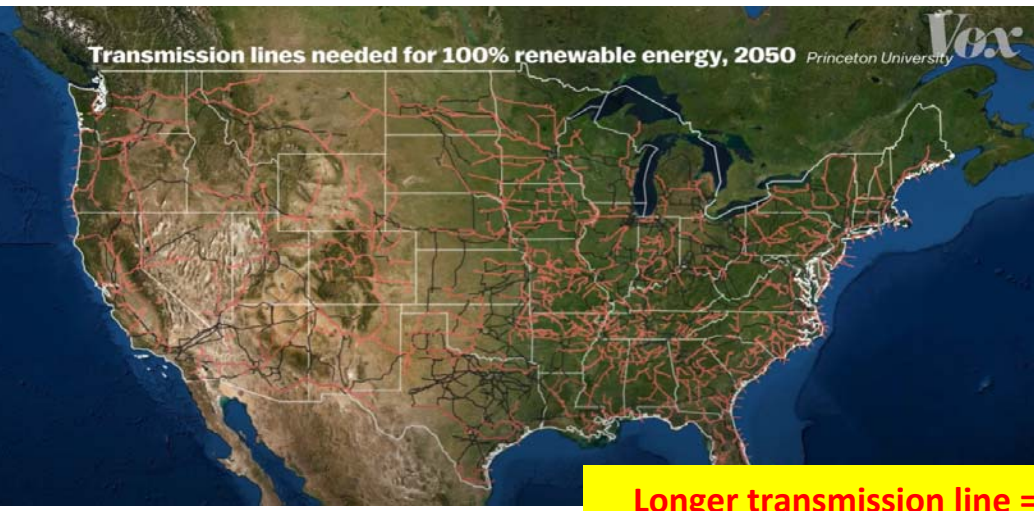 Vox
Transmission lines needed for 100% renewable energy, 2050 Princeton University
Longer transmission line =